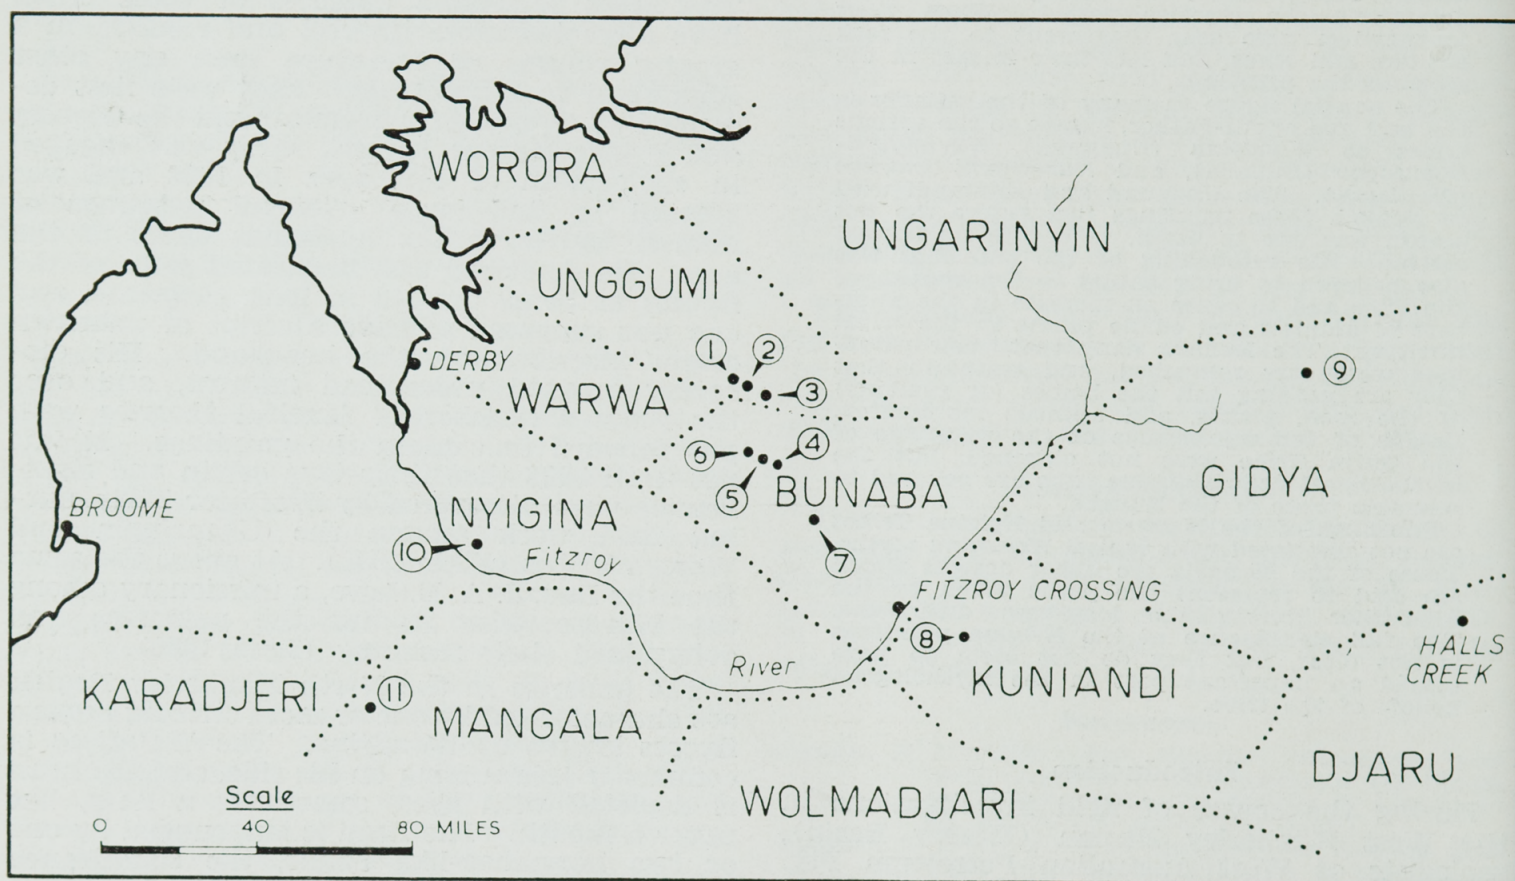 WORORA
UNGARINYIN
UNGGUMI
① ②
DERBY
③
⑨
WARWA
⑥ ④
GIDYA
⑤ BUNABA
BROOME
NYIGINA
⑩ Fitzroy
⑦
FITZROY CROSSING
⑧
HALLS
CREEK
River
KUNIANDI
KARADJERI ⑪
MANGALA
DJARU
WOLMADJARI
Scale
0 40 80 MILES